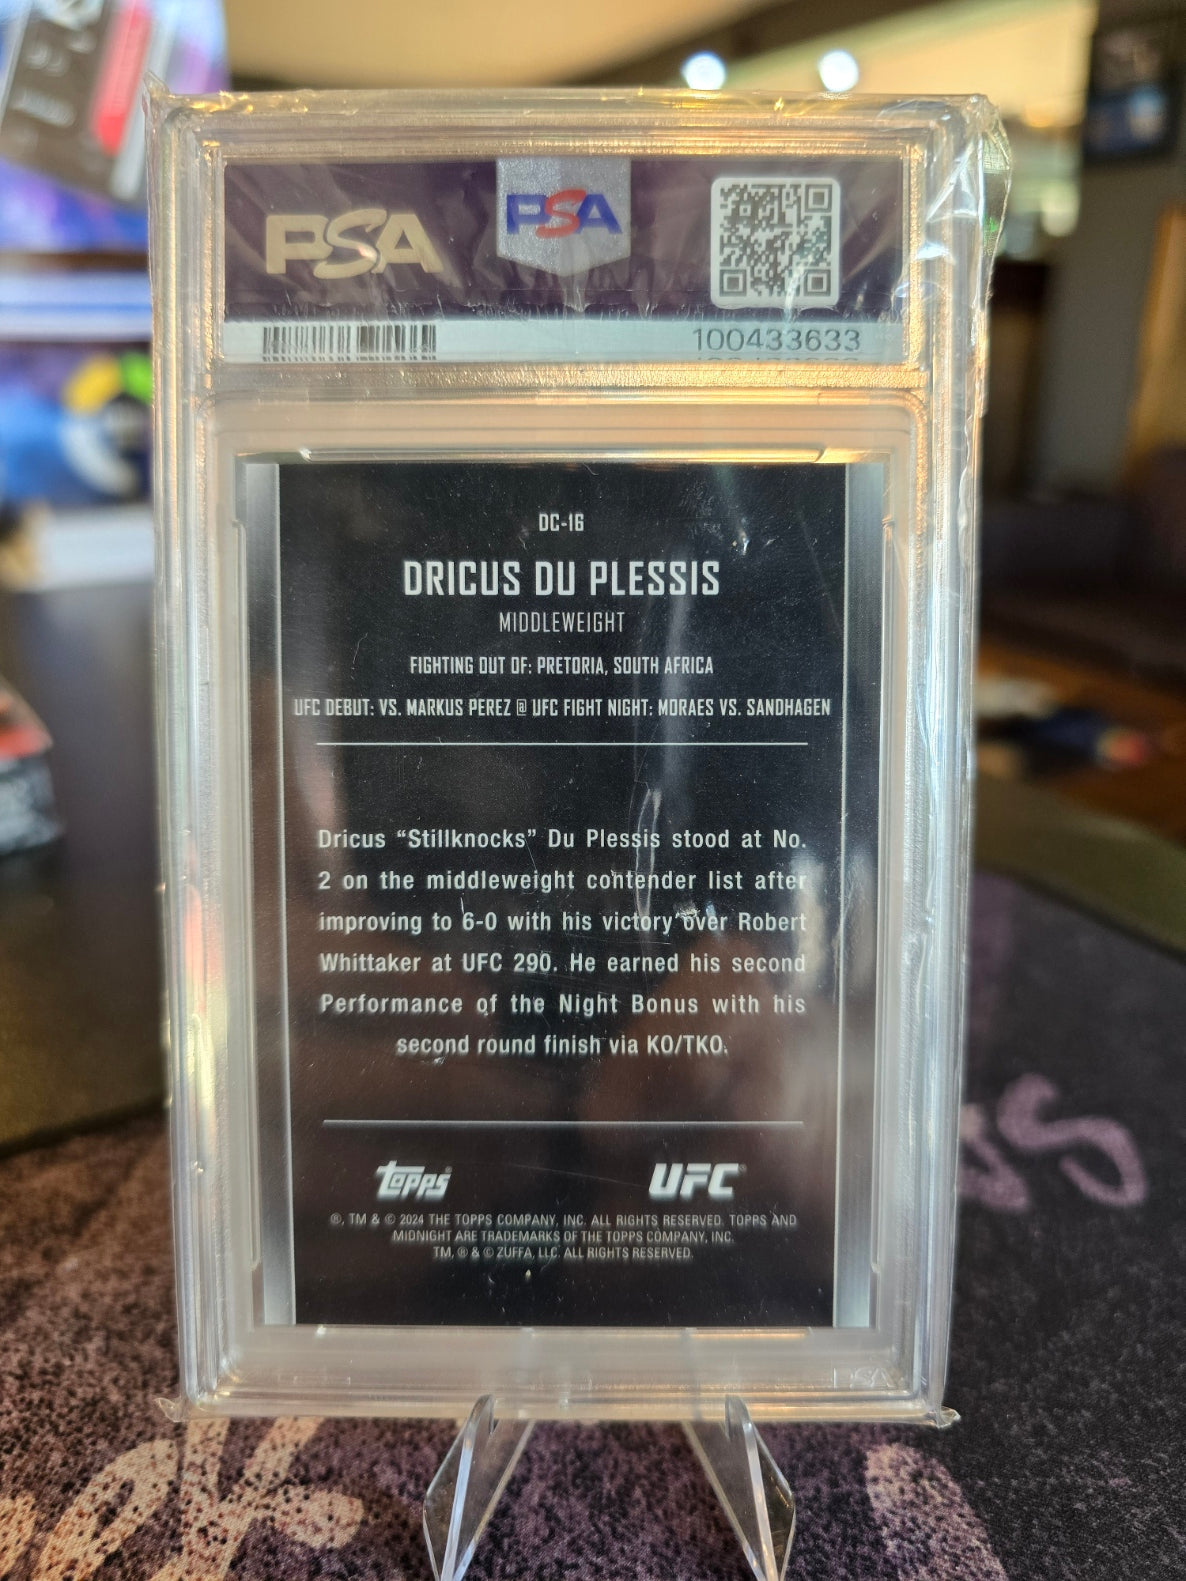 PSA
PSA
100433633
DC-16
DRICUS DU PLESSIS
MIDDLEWEIGHT
FIGHTING OUT OF: PRETORIA, SOUTH AFRICA
UFC DEBUT: VS. MARKUS PEREZ @ UFC FIGHT NIGHT: MORAES VS. SANDHAGEN
Dricus “Stillknocks” Du Plessis stood at No.
2 on the middleweight contender list after
improving to 6-0 with his victory over Robert
Whittaker at UFC 290. He earned his second
Performance of the Night Bonus with his
second round finish via KO/TKO.
Topps UFC
®, TM & © 2024 THE TOPPS COMPANY, INC. ALL RIGHTS RESERVED. TOPPS AND
MIDNIGHT ARE TRADEMARKS OF THE TOPPS COMPANY, INC.
TM, ® & © ZUFFA, LLC. ALL RIGHTS RESERVED.
PSA